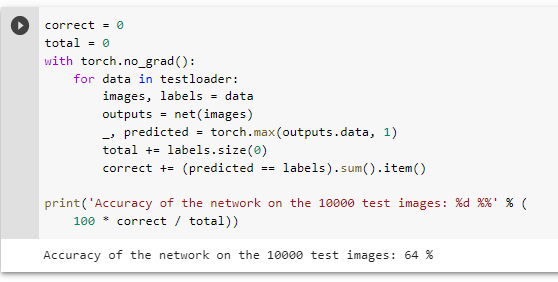 correct = 0
total = 0
with torch.no_grad():
    for data in testloader:
        images, labels = data
        outputs = net(images)
        _, predicted = torch.max(outputs.data, 1)
        total += labels.size(0)
        correct += (predicted == labels).sum().item()
print('Accuracy of the network on the 10000 test images: %d %%' % (
    100 * correct / total))
Accuracy of the network on the 10000 test images: 64 %